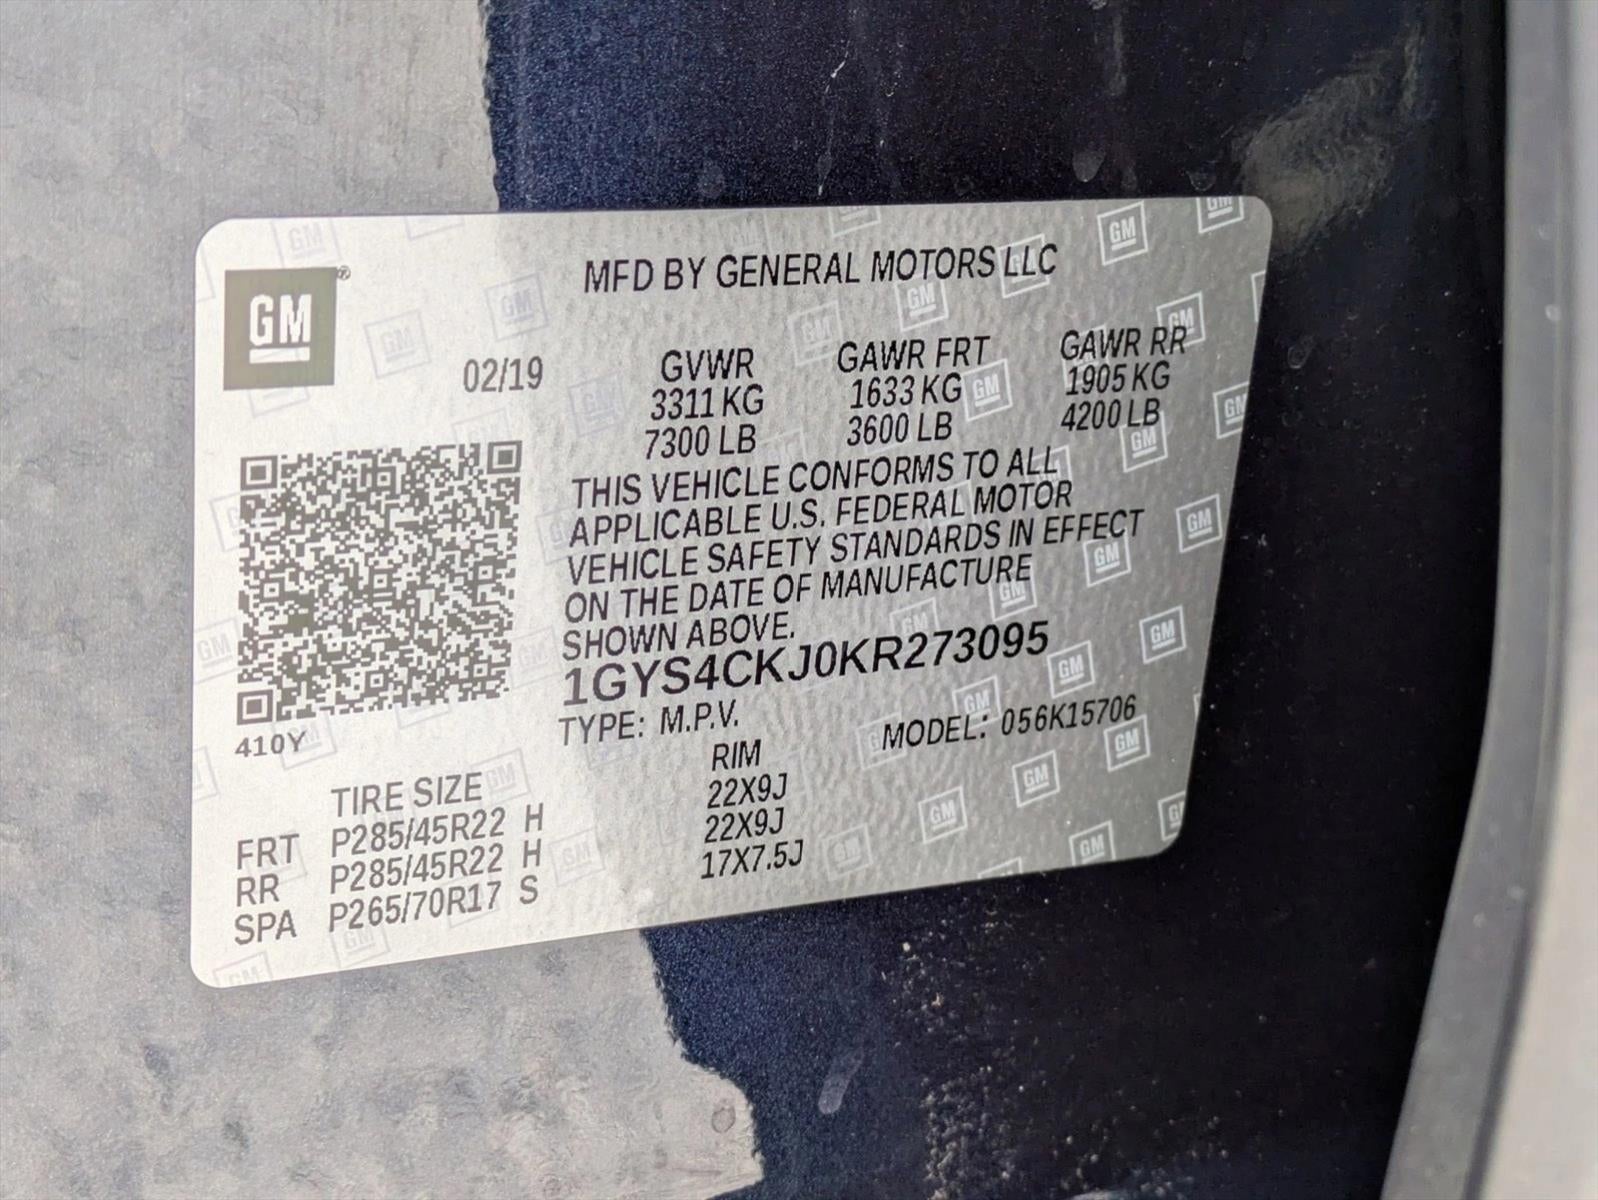 GM®
MFD BY GENERAL MOTORS LLC
02/19
GVWR GAWR FRT GAWR RR
3311 KG 1633 KG 1905 KG
7300 LB 3600 LB 4200 LB
THIS VEHICLE CONFORMS TO ALL
APPLICABLE U.S. FEDERAL MOTOR
VEHICLE SAFETY STANDARDS IN EFFECT
ON THE DATE OF MANUFACTURE
SHOWN ABOVE.
1GYS4CKJ0KR273095
TYPE: M.P.V. MODEL: 056K15706
410Y
TIRE SIZE RIM
FRT P285/45R22 H 22X9J
RR P285/45R22 H 22X9J
SPA P265/70R17 S 17X7.5J